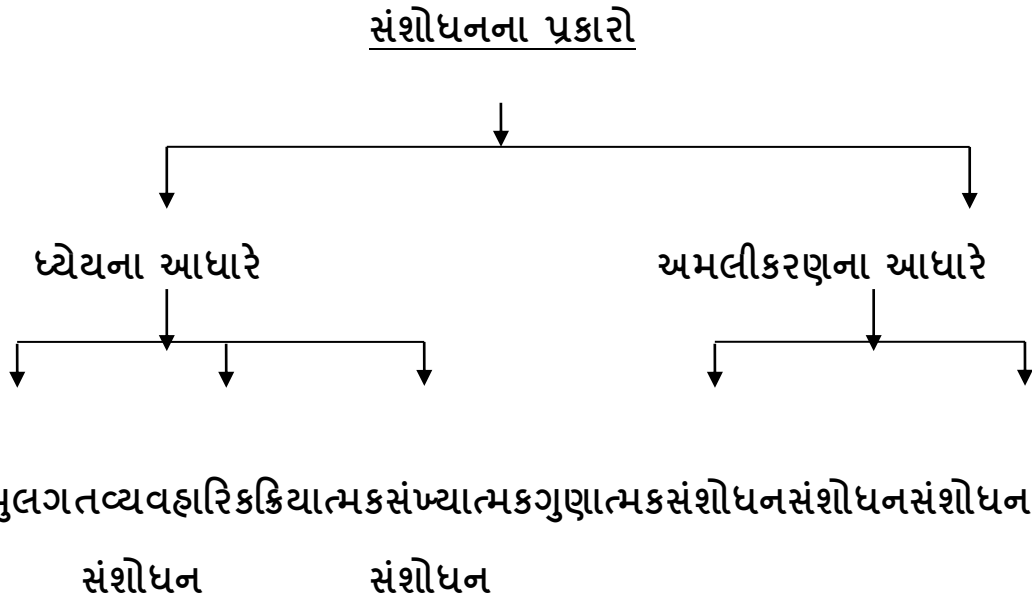 સંશોધનના પ્રકારો
ધ્યેયના આધારે અમલીકરણના આધારે
મુલગતવ્યવહારિકક્રિયાત્મકસંખ્યાત્મકગુણાત્મકસંશોધનસંશોધનસંશોધન
સંશોધન સંશોધન